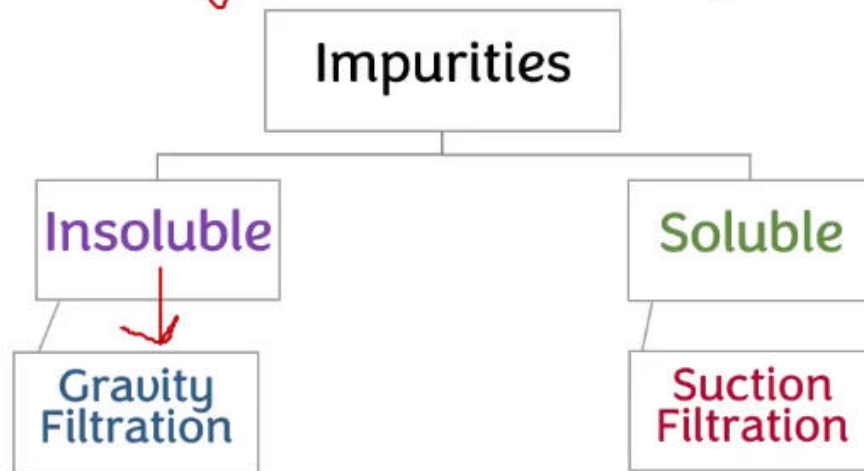 Impurities
Insoluble
Soluble
Gravity
Filtration
Suction
Filtration